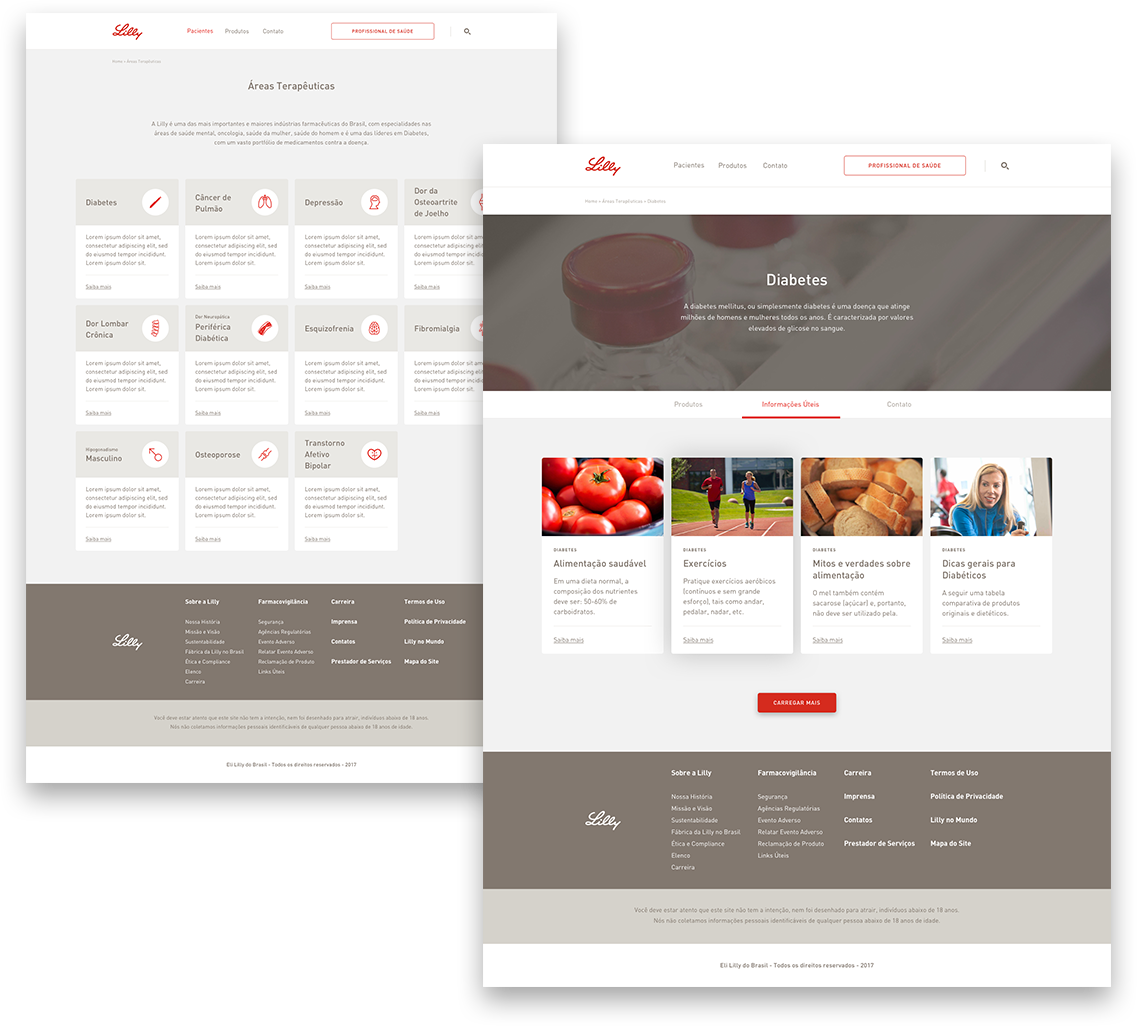 Lilly
Pacientes Produtos Contato PROFISSIONAL DE SAÚDE
Home > Áreas Terapêuticas
Áreas Terapêuticas
A Lilly é uma das mais importantes e maiores indústrias farmacêuticas do Brasil, com especialidades nas
áreas de saúde mental, oncologia, saúde da mulher, saúde do homem e é uma das líderes em Diabetes,
com um vasto portfólio de medicamentos contra a doença.
Diabetes
Lorem ipsum dolor sit amet,
consectetur adipiscing elit, sed
do eiusmod tempor incididunt.
Lorem ipsum dolor sit.
Saiba mais
Câncer de
Pulmão
Lorem ipsum dolor sit amet,
consectetur adipiscing elit, sed
do eiusmod tempor incididunt.
Lorem ipsum dolor sit.
Saiba mais
Depressão
Lorem ipsum dolor sit amet,
consectetur adipiscing elit, sed
do eiusmod tempor incididunt.
Lorem ipsum dolor sit.
Saiba mais
Dor da
Osteoartrite
de Joelho
Lorem ipsum dolor sit amet,
consectetur adipiscing elit,
do eiusmod tempor
Lorem ipsum dolor sit.
Saiba mais
Dor Lombar
Crônica
Lorem ipsum dolor sit amet,
consectetur adipiscing elit, sed
do eiusmod tempor incididunt.
Lorem ipsum dolor sit.
Saiba mais
Dor Neuropática
Periférica
Diabética
Lorem ipsum dolor sit amet,
consectetur adipiscing elit, sed
do eiusmod tempor incididunt.
Lorem ipsum dolor sit.
Saiba mais
Esquizofrenia
Lorem ipsum dolor sit amet,
consectetur adipiscing elit, sed
do eiusmod tempor incididunt.
Lorem ipsum dolor sit.
Saiba mais
Fibromialgia
Lorem ipsum dolor sit amet,
consectetur adipiscing elit,
do eiusmod tempor
Lorem ipsum dolor sit.
Saiba mais
Hipogonadismo
Masculino
Lorem ipsum dolor sit amet,
consectetur adipiscing elit, sed
do eiusmod tempor incididunt.
Lorem ipsum dolor sit.
Saiba mais
Osteoporose
Lorem ipsum dolor sit amet,
consectetur adipiscing elit, sed
do eiusmod tempor incididunt.
Lorem ipsum dolor sit.
Saiba mais
Transtorno
Afetivo
Bipolar
Lorem ipsum dolor sit amet,
consectetur adipiscing elit, sed
do eiusmod tempor incididunt.
Lorem ipsum dolor sit.
Saiba mais
Lilly
Sobre a Lilly
Nossa História
Missão e Visão
Sustentabilidade
Fábrica da Lilly no Brasil
Ética e Compliance
Elenco
Carreira
Farmacovigilância
Segurança
Agências Regulatórias
Evento Adverso
Relatar Evento Adverso
Reclamação de Produto
Links Úteis
Carreira
Imprensa
Contatos
Prestador de Serviços
Termos de Uso
Política de Privacidade
Lilly no Mundo
Mapa do Site
Você deve estar atento que este site não tem a intenção, nem foi desenhado para atrair, indivíduos abaixo de 18 anos.
Nós não coletamos informações pessoais identificáveis de qualquer pessoa abaixo de 18 anos de idade.
Eli Lilly do Brasil - Todos os direitos reservados - 2017
Lilly
Pacientes Produtos Contato PROFISSIONAL DE SAÚDE
Home > Áreas Terapêuticas > Diabetes
Diabetes
A diabetes mellitus, ou simplesmente diabetes é uma doença que atinge
milhões de homens e mulheres todos os anos. É caracterizada por valores
elevados de glicose no sangue.
Produtos Informações Úteis Contato
DIABETES
Alimentação saudável
Em uma dieta normal, a
composição dos nutrientes
deve ser: 50-60% de
carboidratos.
Saiba mais
DIABETES
Exercícios
Pratique exercícios aeróbicos
(contínuos e sem grande
esforço), tais como andar,
pedalar, nadar, etc.
Saiba mais
DIABETES
Mitos e verdades sobre
alimentação
O mel também contém
sacarose (açúcar) e, portanto,
não deve ser utilizado pela.
Saiba mais
DIABETES
Dicas gerais para
Diabéticos
A seguir uma tabela
comparativa de produtos
originais e dietéticos.
Saiba mais
CARREGAR MAIS
Lilly
Sobre a Lilly
Nossa História
Missão e Visão
Sustentabilidade
Fábrica da Lilly no Brasil
Ética e Compliance
Elenco
Carreira
Farmacovigilância
Segurança
Agências Regulatórias
Evento Adverso
Relatar Evento Adverso
Reclamação de Produto
Links Úteis
Carreira
Imprensa
Contatos
Prestador de Serviços
Termos de Uso
Política de Privacidade
Lilly no Mundo
Mapa do Site
Você deve estar atento que este site não tem a intenção, nem foi desenhado para atrair, indivíduos abaixo de 18 anos.
Nós não coletamos informações pessoais identificáveis de qualquer pessoa abaixo de 18 anos de idade.
Eli Lilly do Brasil - Todos os direitos reservados - 2017